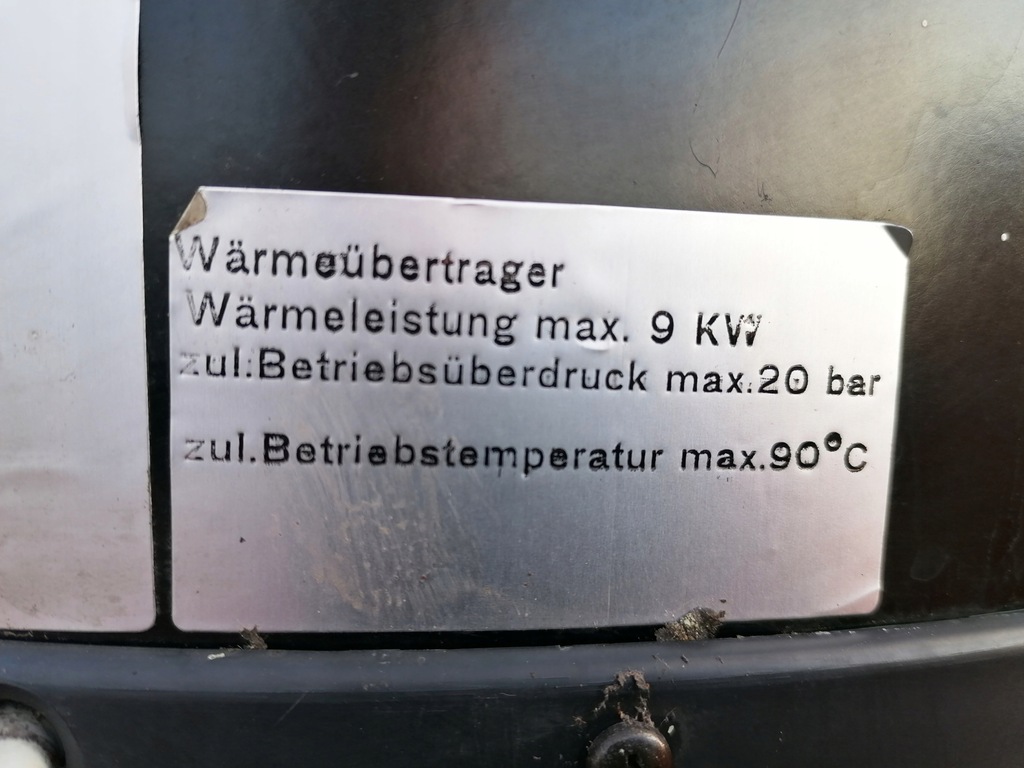 Wärmeübertrager
Wärmeleistung max. 9 KW
zul.Betriebsüberdruck max.20 bar
zul.Betriebstemperatur max.90°C